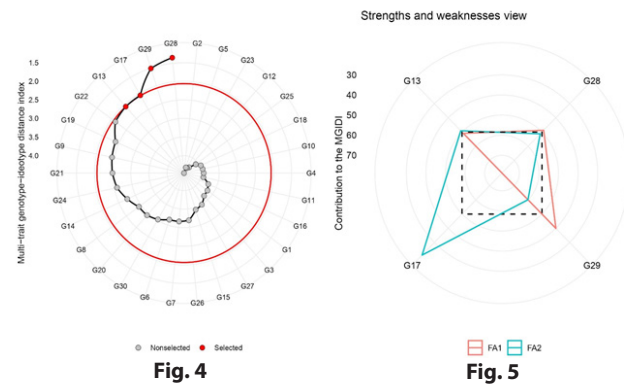 Strengths and weaknesses view
G28
G2
G29
G5
G17
G23
G13
G12
G22
G25
G19
G18
G9
G10
G21
G4
G24
G11
G14
G16
G8
G1
G20
G3
G30
G27
G6
G15
G7
G26
1.5
2.0
2.5
3.0
3.5
4.0
Multi-trait genotype–ideotype distance index
Nonselected Selected
Fig. 4
G13
G28
G17
G29
30
40
50
60
70
Contribution to the MGIDI
FA1 FA2
Fig. 5